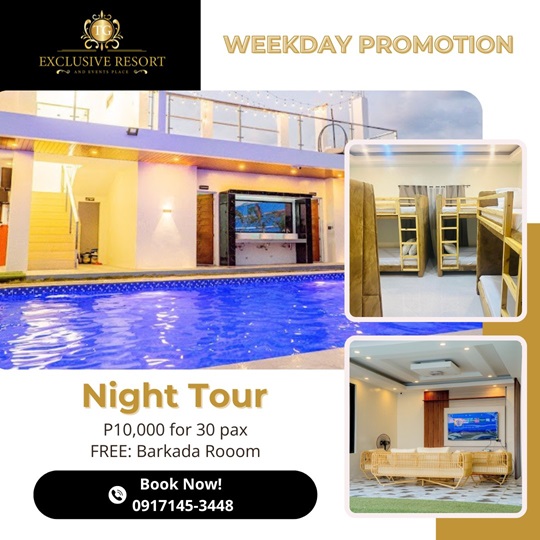 TG
EXCLUSIVE RESORT
AND EVENTS PLACE
WEEKDAY PROMOTION
Night Tour
P10,000 for 30 pax
FREE: Barkada Rooom
Book Now!
0917145-3448